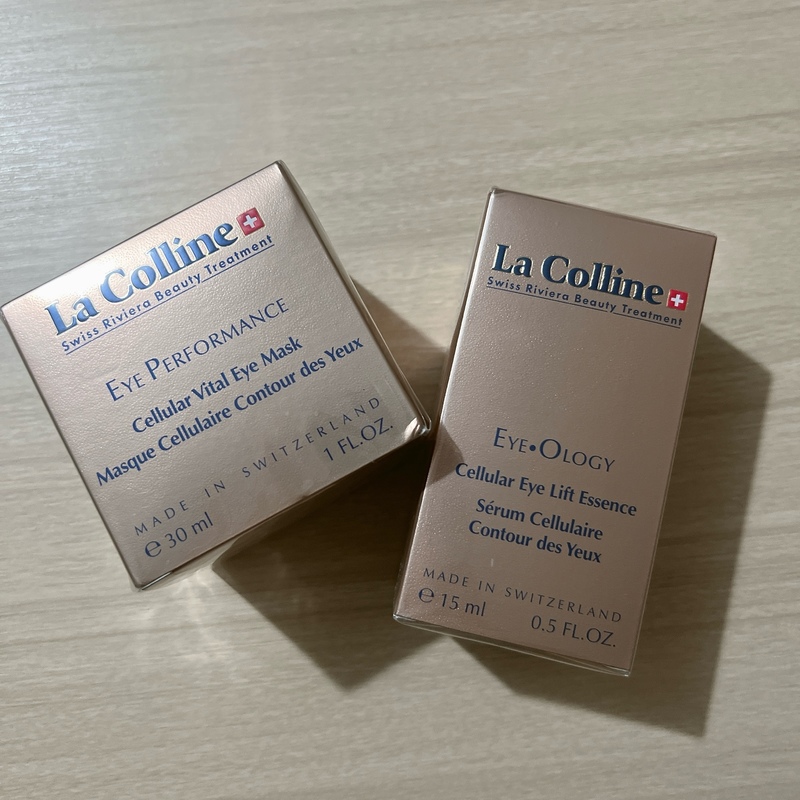 La Colline
Swiss Riviera Beauty Treatment
EYE PERFORMANCE
Cellular Vital Eye Mask
Masque Cellulaire Contour des Yeux
MADE IN SWITZERLAND
℮ 30 ml 1 FL.OZ.
La Colline
Swiss Riviera Beauty Treatment
EYE•OLOGY
Cellular Eye Lift Essence
Sérum Cellulaire
Contour des Yeux
MADE IN SWITZERLAND
℮ 15 ml 0.5 FL.OZ.